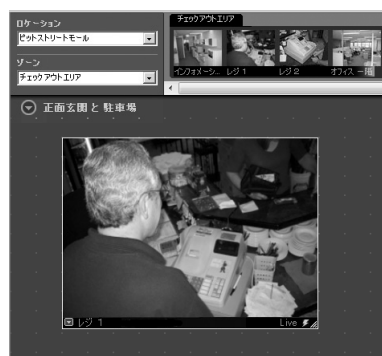 ロケーション
ピットストリートモール
ゾーン
チェックアウトエリア
チェックアウトエリア
インフォメーシ...
レジ 1
レジ 2
オフィス 一階
正面玄関と 駐車場
レジ 1
Live